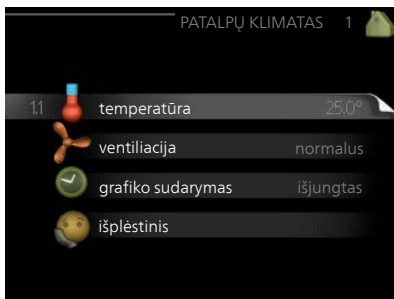 PATALPŲ KLIMATAS 1
1.1 temperatūra 25.0°
ventiliacija normalus
grafiko sudarymas išjungtas
išplėstinis